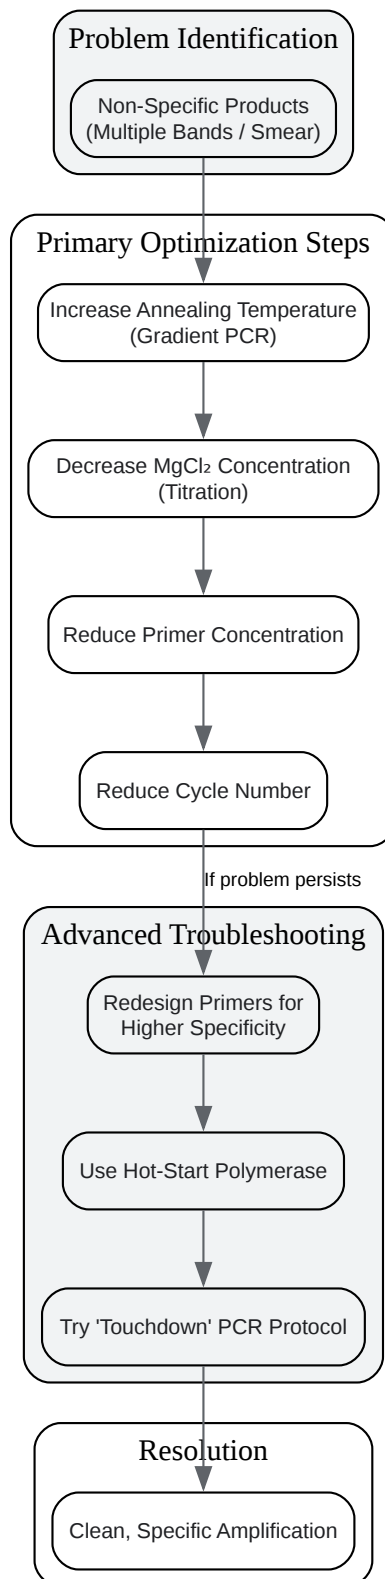 Problem Identification
Non-Specific Products
(Multiple Bands / Smear)
Primary Optimization Steps
Increase Annealing Temperature
(Gradient PCR)
Decrease MgCl₂ Concentration
(Titration)
Reduce Primer Concentration
Reduce Cycle Number
If problem persists
Advanced Troubleshooting
Redesign Primers for
Higher Specificity
Use Hot-Start Polymerase
Try 'Touchdown' PCR Protocol
Resolution
Clean, Specific Amplification